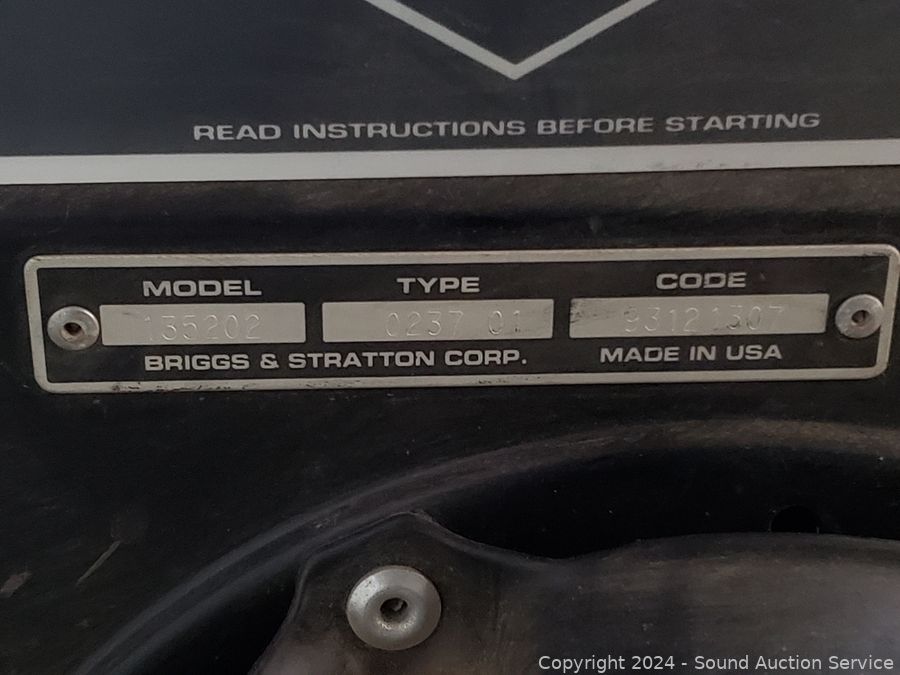 READ INSTRUCTIONS BEFORE STARTING
MODEL TYPE CODE
135202 0237 01 93121307
BRIGGS & STRATTON CORP. MADE IN USA
Copyright 2024 - Sound Auction Service